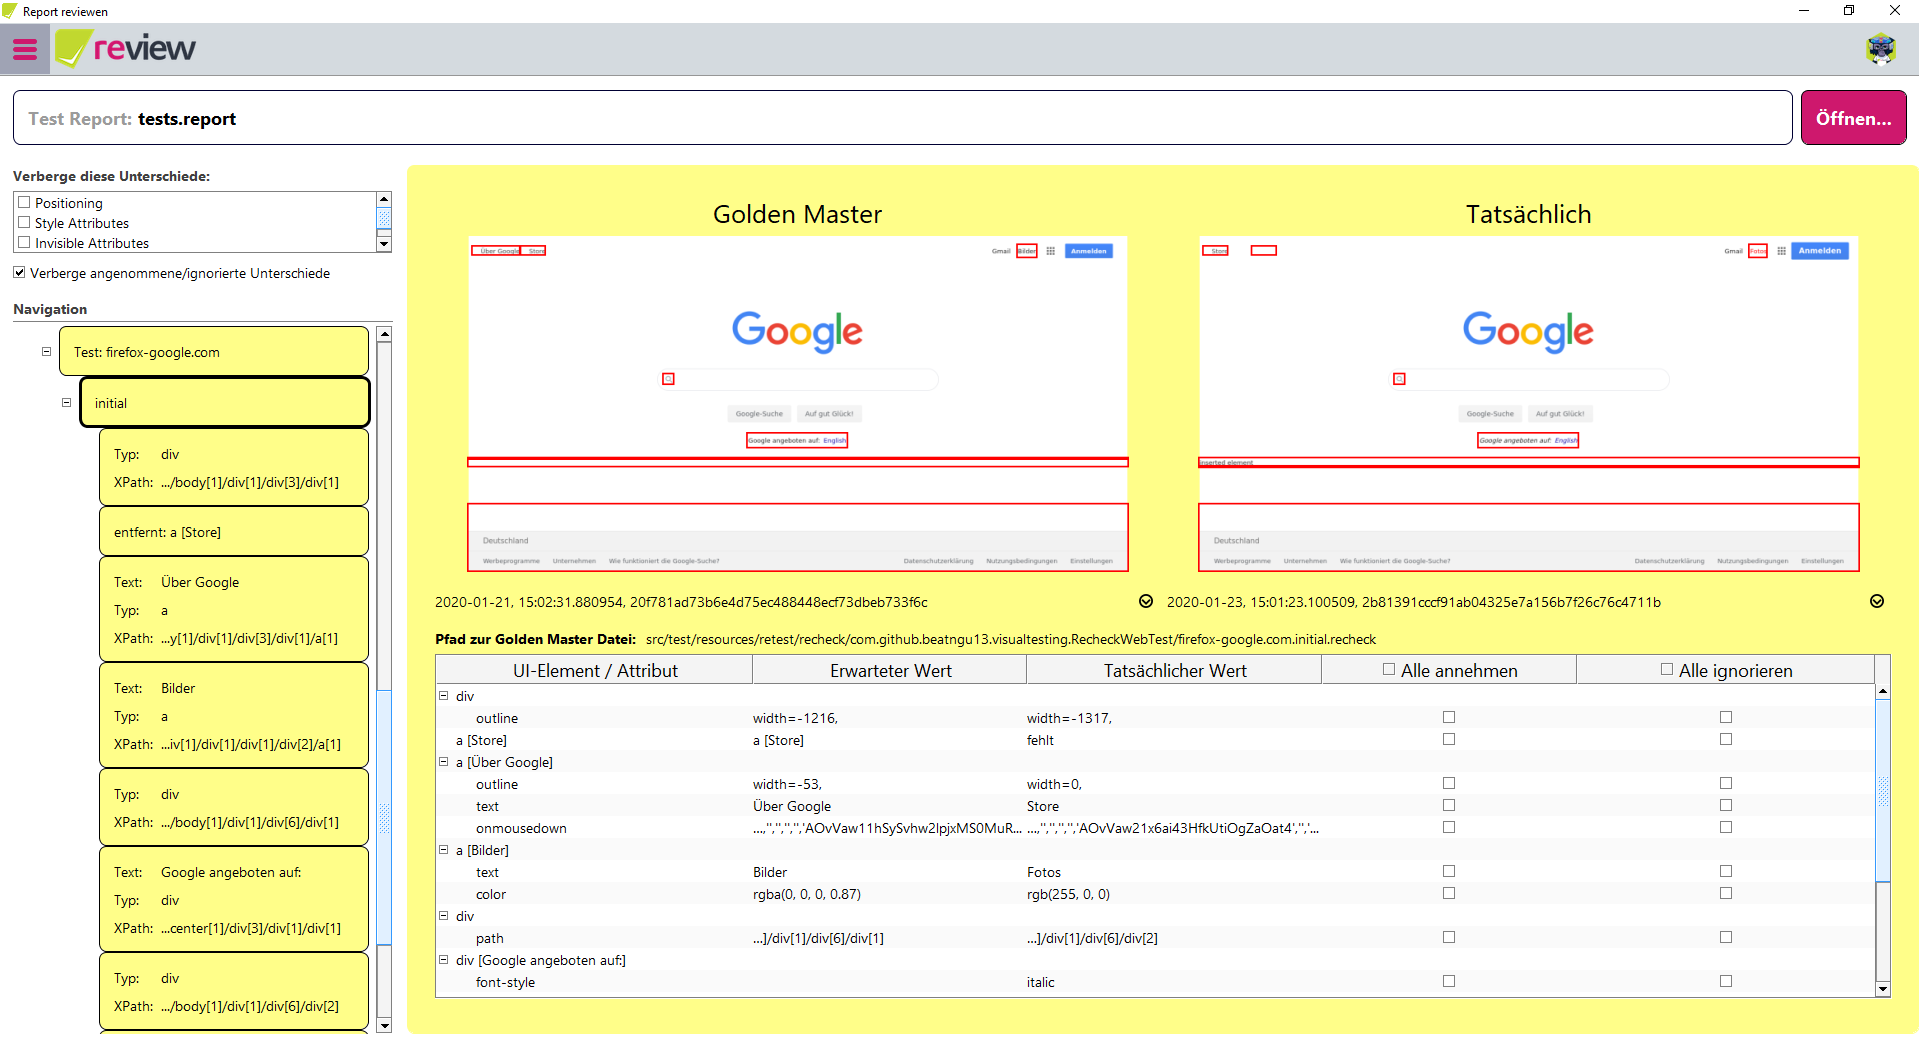 Report reviewen
review
Test Report: tests.report
Öffnen...
Verberge diese Unterschiede:
Positioning
Style Attributes
Invisible Attributes
Verberge angenommene/ignorierte Unterschiede
Navigation
Test: firefox-google.com
initial
Typ: div
XPath: .../body[1]/div[1]/div[3]/div[1]
entfernt: a [Store]
Text: Über Google
Typ: a
XPath: ...y[1]/div[1]/div[3]/div[1]/a[1]
Text: Bilder
Typ: a
XPath: ...iv[1]/div[1]/div[1]/div[2]/a[1]
Typ: div
XPath: .../body[1]/div[1]/div[6]/div[1]
Text: Google angeboten auf:
Typ: div
XPath: ...center[1]/div[3]/div[1]/div[1]
Typ: div
XPath: .../body[1]/div[1]/div[6]/div[2]
Golden Master
Über Google Store Gmail Bilder Anmelden
Google
Google-Suche Auf gut Glück!
Google angeboten auf: English
Deutschland
Werbeprogramme Unternehmen Wie funktioniert die Google-Suche? Datenschutzerklärung Nutzungsbedingungen Einstellungen
Tatsächlich
Store Gmail Fotos Anmelden
Google
Google-Suche Auf gut Glück!
Google angeboten auf: English
inserted element
Deutschland
Werbeprogramme Unternehmen Wie funktioniert die Google-Suche? Datenschutzerklärung Nutzungsbedingungen Einstellungen
2020-01-21, 15:02:31.880954, 20f781ad73b6e4d75ec488448ecf73dbeb733f6c
2020-01-23, 15:01:23.100509, 2b81391cccf91ab04325e7a156b7f26c76c4711b
Pfad zur Golden Master Datei: src/test/resources/retest/recheck/com.github.beatngu13.visualtesting.RecheckWebTest/firefox-google.com.initial.recheck
UI-Element / Attribut Erwarteter Wert Tatsächlicher Wert Alle annehmen Alle ignorieren
div
outline width=-1216, width=-1317,
a [Store] a [Store] fehlt
a [Über Google]
outline width=-53, width=0,
text Über Google Store
onmousedown ...,'','','','','AOvVaw11hSySvhw2lpjxMS0MuR... ...,'','','','','AOvVaw21x6ai43HfkUtiOgZaOat4','','...
a [Bilder]
text Bilder Fotos
color rgba(0, 0, 0, 0.87) rgb(255, 0, 0)
div
path ...]/div[1]/div[6]/div[1] ...]/div[1]/div[6]/div[2]
div [Google angeboten auf:]
font-style italic